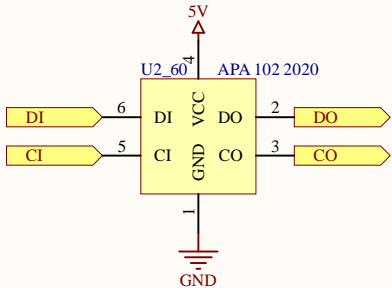 5V
4
U2_60 APA 102 2020
DI 6 DI VCC DO 2 DO
CI 5 CI GND CO 3 CO
1
GND